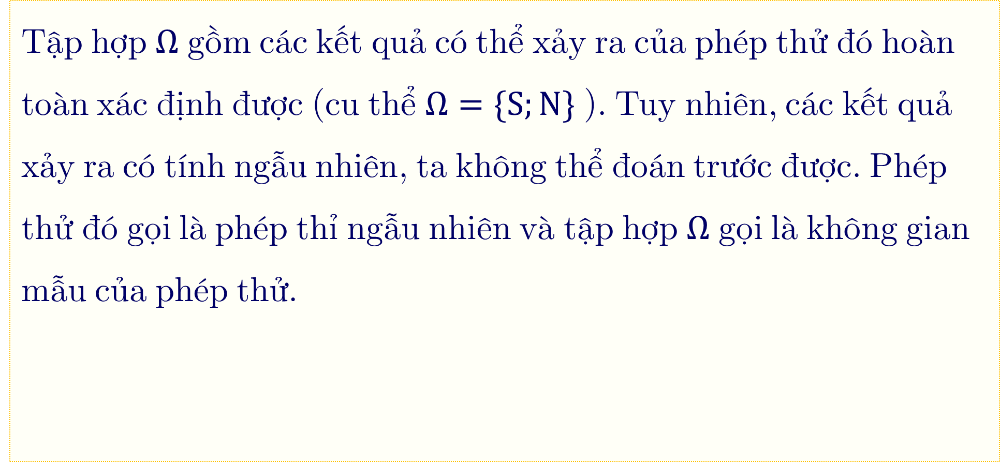 Tập hợp Ω gồm các kết quả có thể xảy ra của phép thử đó hoàn
toàn xác định được (cu thể Ω = {S; N} ). Tuy nhiên, các kết quả
xảy ra có tính ngẫu nhiên, ta không thể đoán trước được. Phép
thử đó gọi là phép thỉ ngẫu nhiên và tập hợp Ω gọi là không gian
mẫu của phép thử.